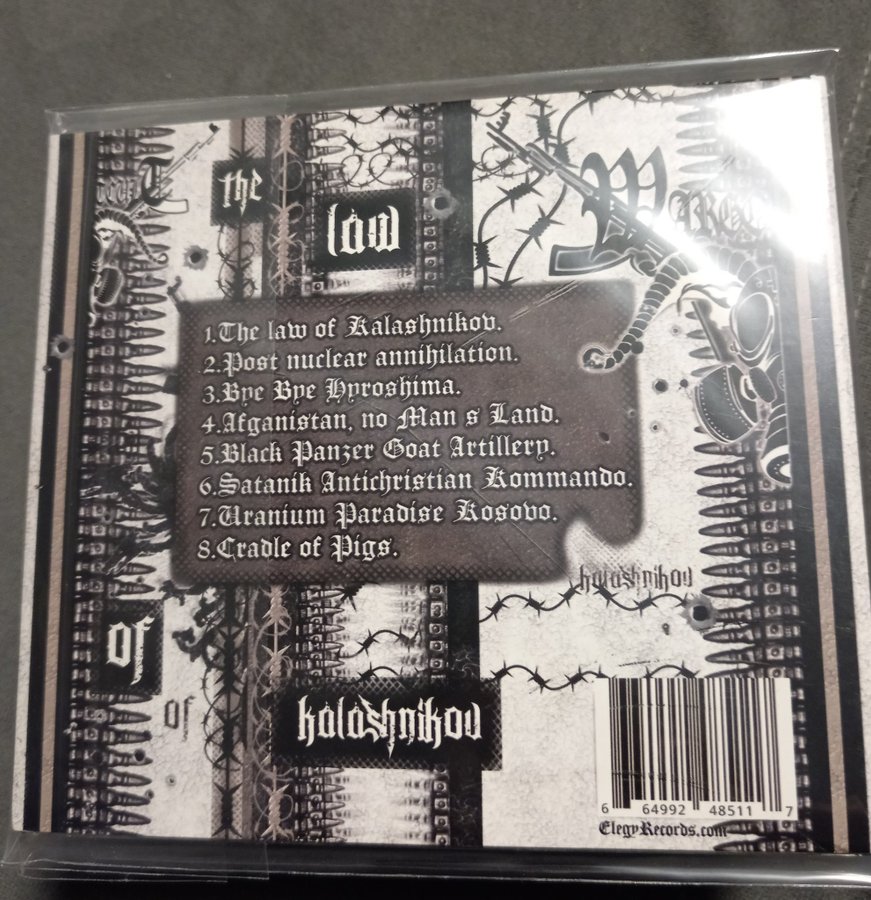 the
law
1.The law of Kalashnikov.
2.Post nuclear annihilation.
3.Bye Bye Hyroshima.
4.Afganistan, no Man s Land.
5.Black Panzer Goat Artillery.
6.Satanik Antichristian Kommando.
7.Uranium Paradise Kosovo.
8.Cradle of Pigs.
kalashnikov
of
of
kalashnikov
6 64992 48511 7
ElegyRecords.com